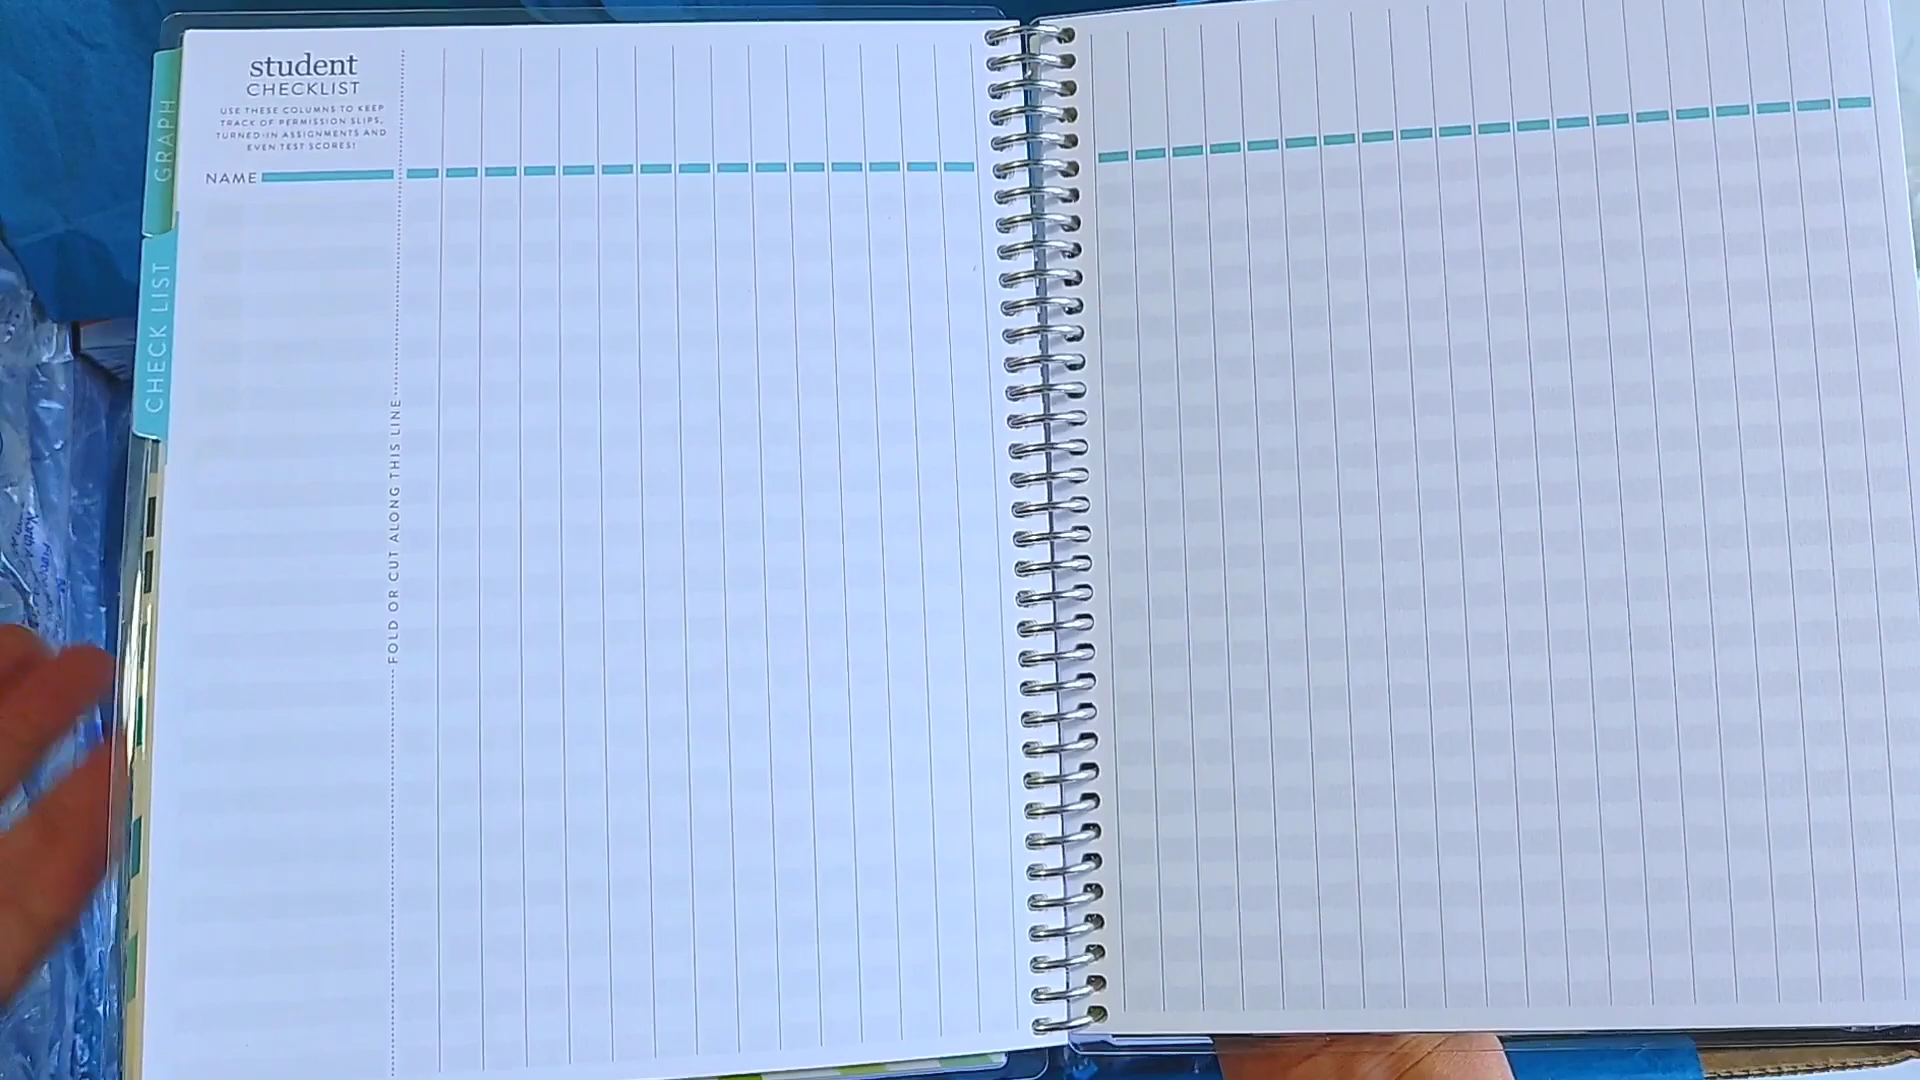 student
CHECKLIST
USE THESE COLUMNS TO KEEP
TRACK OF PERMISSION SLIPS,
TURNED-IN ASSIGNMENTS AND
EVEN TEST SCORES!
NAME
FOLD OR CUT ALONG THIS LINE
GRAPH
CHECK LIST